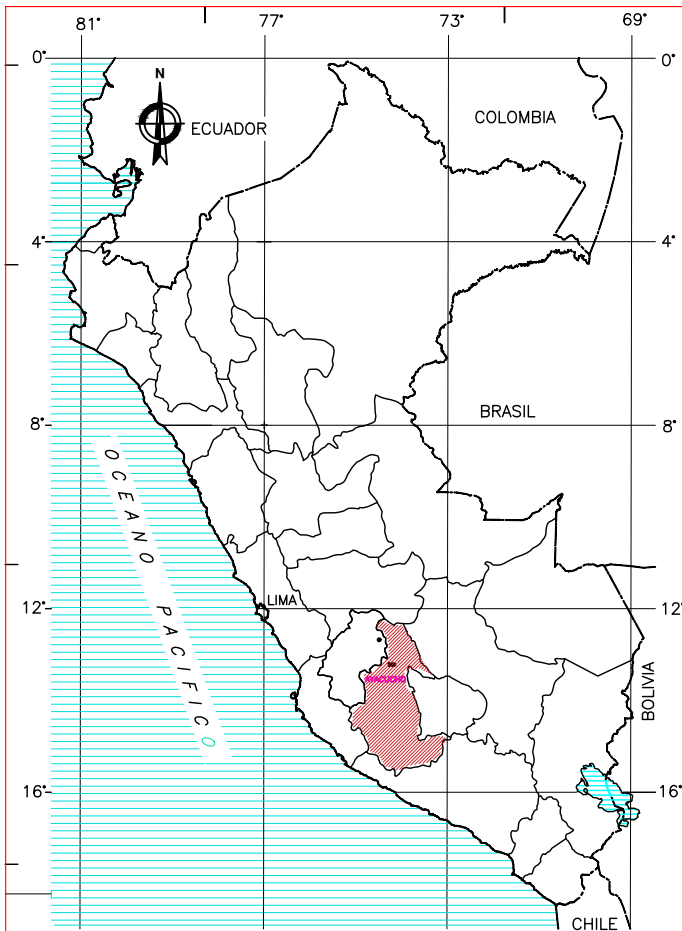 81° 77° 73° 69°
0° 0°
N
COLOMBIA
ECUADOR
4° 4°
BRASIL
8° 8°
OCEANO PACIFICO
LIMA
12° 12°
AYACUCHO
BOLIVIA
16° 16°
CHILE